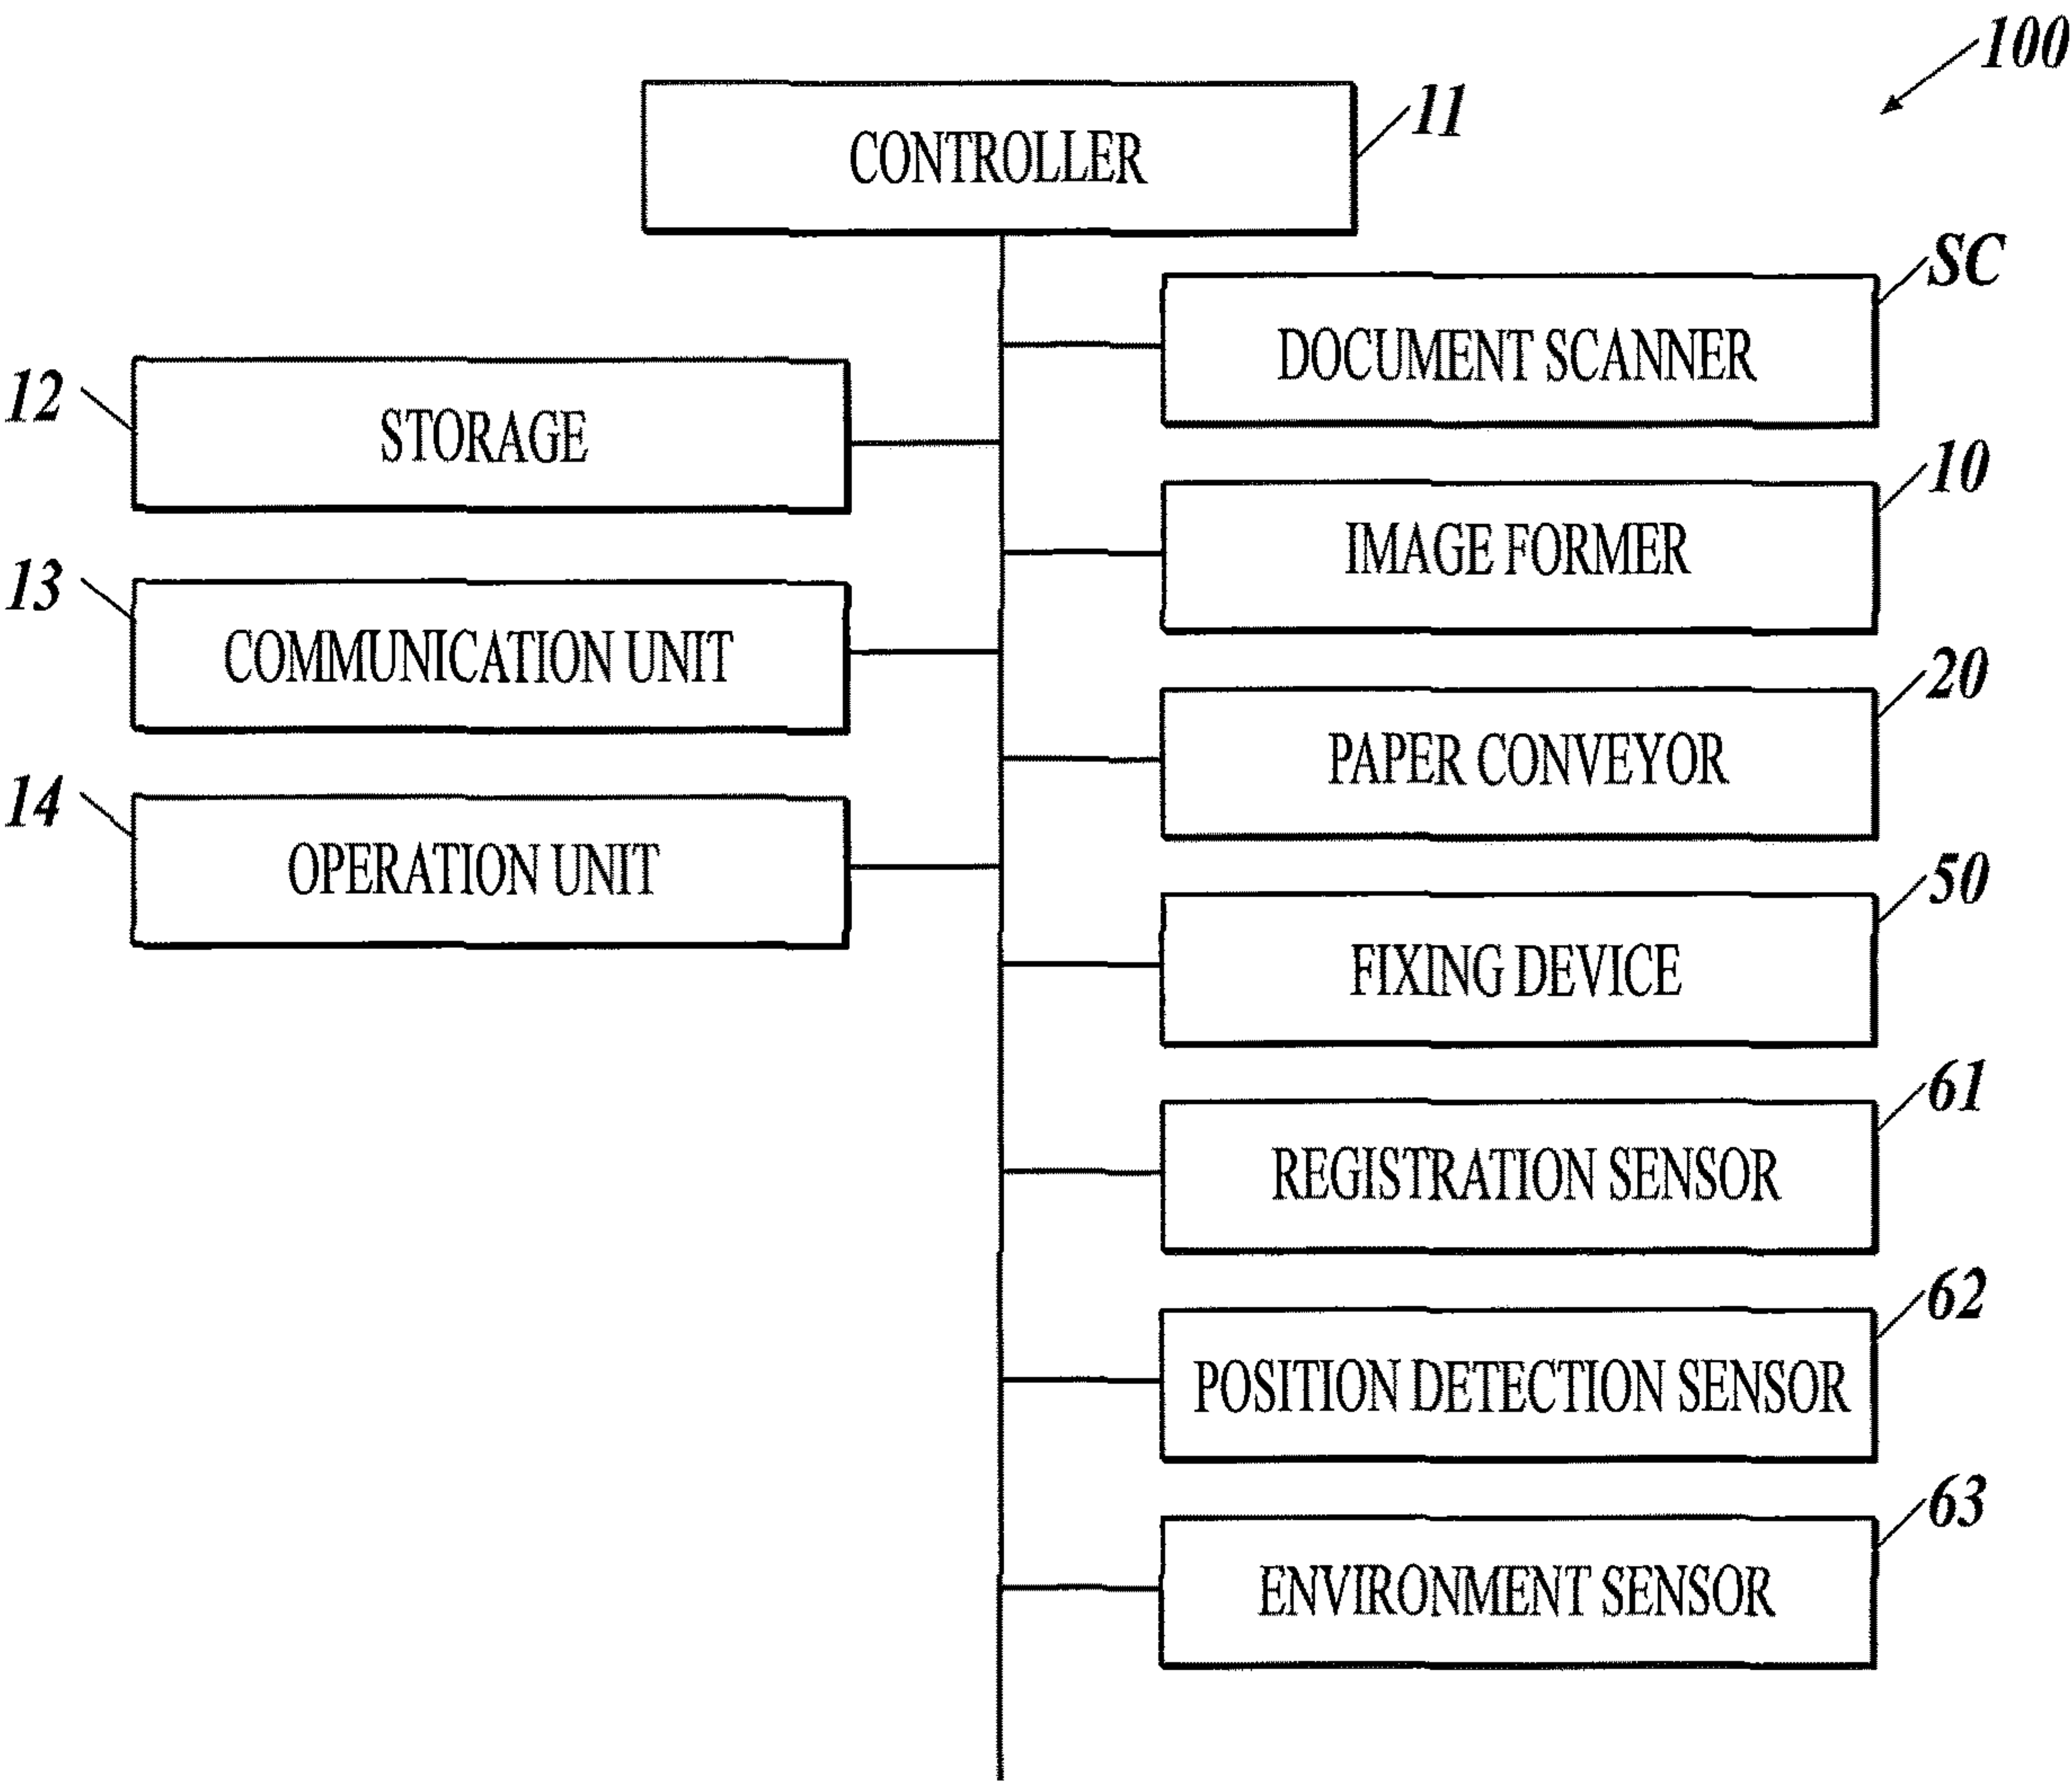 100
CONTROLLER
11
SC
DOCUMENT SCANNER
12
STORAGE
10
IMAGE FORMER
13
COMMUNICATION UNIT
20
PAPER CONVEYOR
14
OPERATION UNIT
50
FIXING DEVICE
61
REGISTRATION SENSOR
62
POSITION DETECTION SENSOR
63
ENVIRONMENT SENSOR